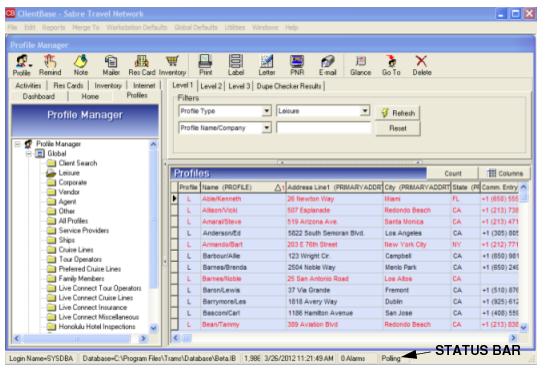 ClientBase - Sabre Travel Network
File Edit Reports Merge To Workstation Defaults Global Defaults Utilities Windows Help
Profile Manager
Profile Remind Note Mailer Res Card Inventory Print Label Letter PNR E-mail Glance Go To Delete
Activities Res Cards Inventory Internet
Dashboard Home Profiles
Level 1 Level 2 Level 3 Dupe Checker Results
Profile Manager
Filters
Profile Type Leisure Refresh
Profile Name/Company Reset
Profile Manager
Global
Client Search
Leisure
Corporate
Vendor
Agent
Other
All Profiles
Service Providers
Ships
Cruise Lines
Tour Operators
Preferred Cruise Lines
Family Members
Live Connect Tour Operators
Live Connect Cruise Lines
Live Connect Insurance
Live Connect Miscellaneous
Honolulu Hotel Inspections
Profiles Count Columns
Profile Name (PROFILE) 1 Address Line1 (PRIMARYADDR City (PRIMARYADDRT State (PR Comm. Entry
L Able/Kenneth 26 Newton Way Miami FL +1 (650) 555
L Allison/Vicki 507 Esplanade Redondo Beach CA +1 (213) 738
L Amaral/Steve 519 Arizona Ave. Santa Monica CA +1 (213) 471
L Anderson/Ed 5822 South Semoran Blvd. Los Angeles CA +1 (305) 005
L Armando/Bart 203 E 76th Street New York City NY +1 (212) 771
L Barbour/Allie 123 Wright Cir. Campbell CA +1 (650) 981
L Barnes/Brenda 2504 Noble Way Menlo Park CA +1 (650) 249
L Barnes/Noble 25 San Antonio Road Los Altos CA
L Baron/Lewis 37 Via Grande Fremont CA +1 (510) 876
L Barrymore/Les 1818 Avery Way Dublin CA +1 (925) 612
L Bascom/Carl 1186 Hamilton Avenue San Jose CA +1 (408) 559
L Bean/Tammy 389 Aviation Blvd Redondo Beach CA +1 (213) 838
Login Name=SYSDBA Database=C:\Program Files\Trams\Database\Beta.IB 1,986 3/26/2012 11:21:49 AM 0 Alarms Polling STATUS BAR